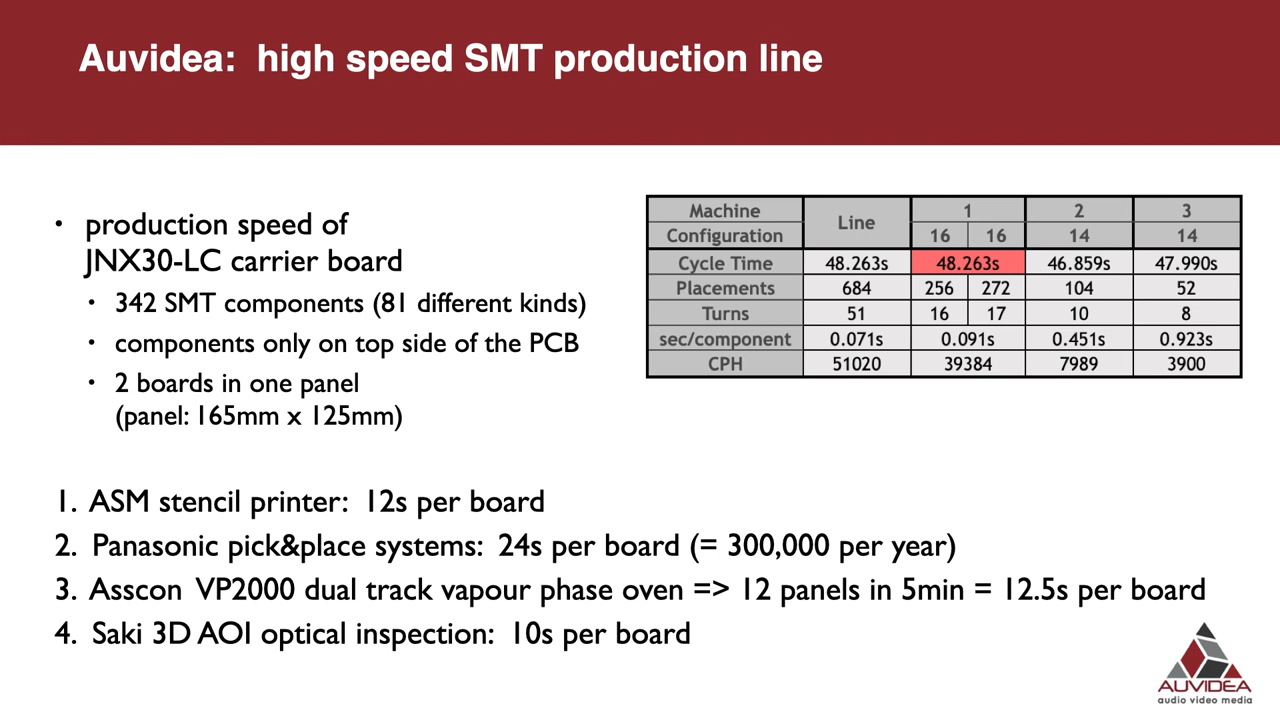 Auvidea: high speed SMT production line
• production speed of
JNX30-LC carrier board
• 342 SMT components (81 different kinds)
• components only on top side of the PCB
• 2 boards in one panel
(panel: 165mm x 125mm)
Machine Line 1 2 3
Configuration 16 16 14 14
Cycle Time 48.263s 48.263s 46.859s 47.990s
Placements 684 256 272 104 52
Turns 51 16 17 10 8
sec/component 0.071s 0.091s 0.451s 0.923s
CPH 51020 39384 7989 3900
1. ASM stencil printer: 12s per board
2. Panasonic pick&place systems: 24s per board (= 300,000 per year)
3. Asscon VP2000 dual track vapour phase oven => 12 panels in 5min = 12.5s per board
4. Saki 3D AOI optical inspection: 10s per board
AUVIDEA
audio video media